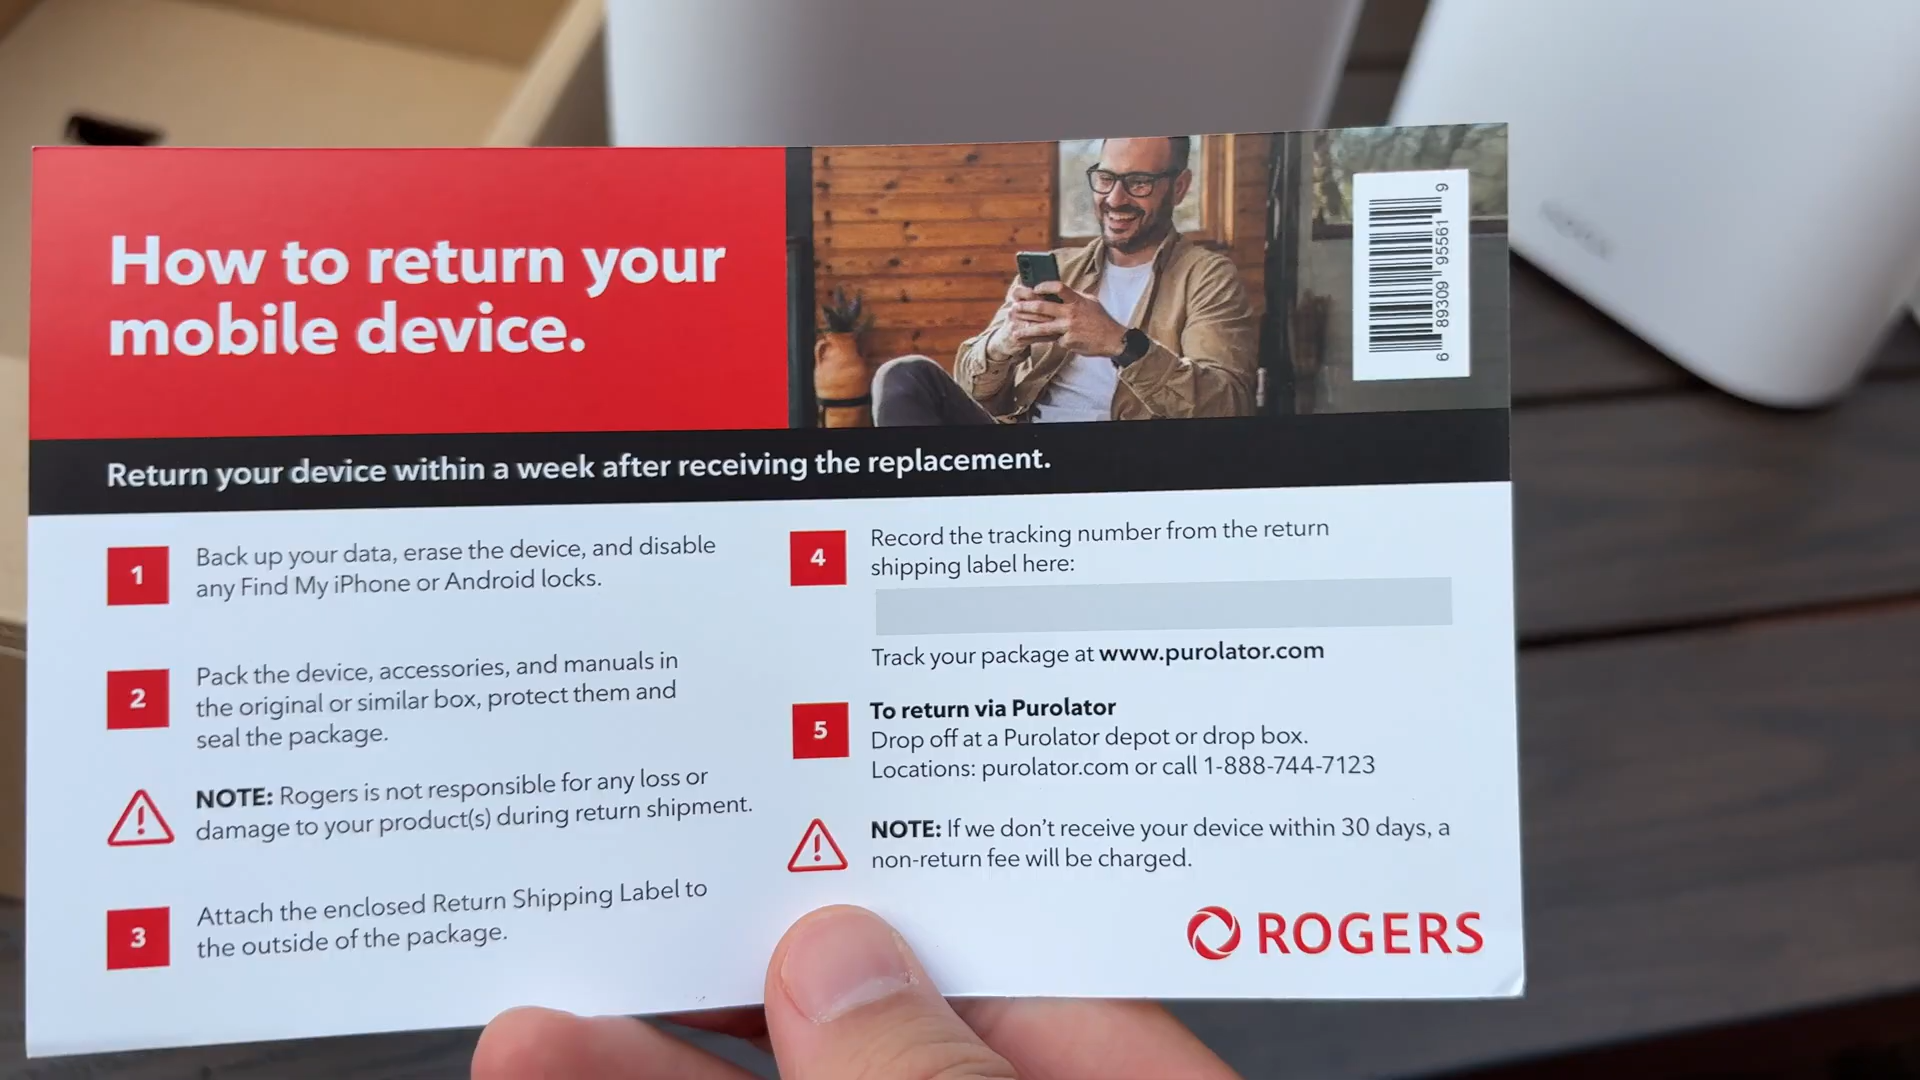 How to return your
mobile device.
6 89309 95561 9
Return your device within a week after receiving the replacement.
1
Back up your data, erase the device, and disable
any Find My iPhone or Android locks.
2
Pack the device, accessories, and manuals in
the original or similar box, protect them and
seal the package.
NOTE: Rogers is not responsible for any loss or
damage to your product(s) during return shipment.
3
Attach the enclosed Return Shipping Label to
the outside of the package.
4
Record the tracking number from the return
shipping label here:
Track your package at www.purolator.com
5
To return via Purolator
Drop off at a Purolator depot or drop box.
Locations: purolator.com or call 1-888-744-7123
NOTE: If we don't receive your device within 30 days, a
non-return fee will be charged.
ROGERS